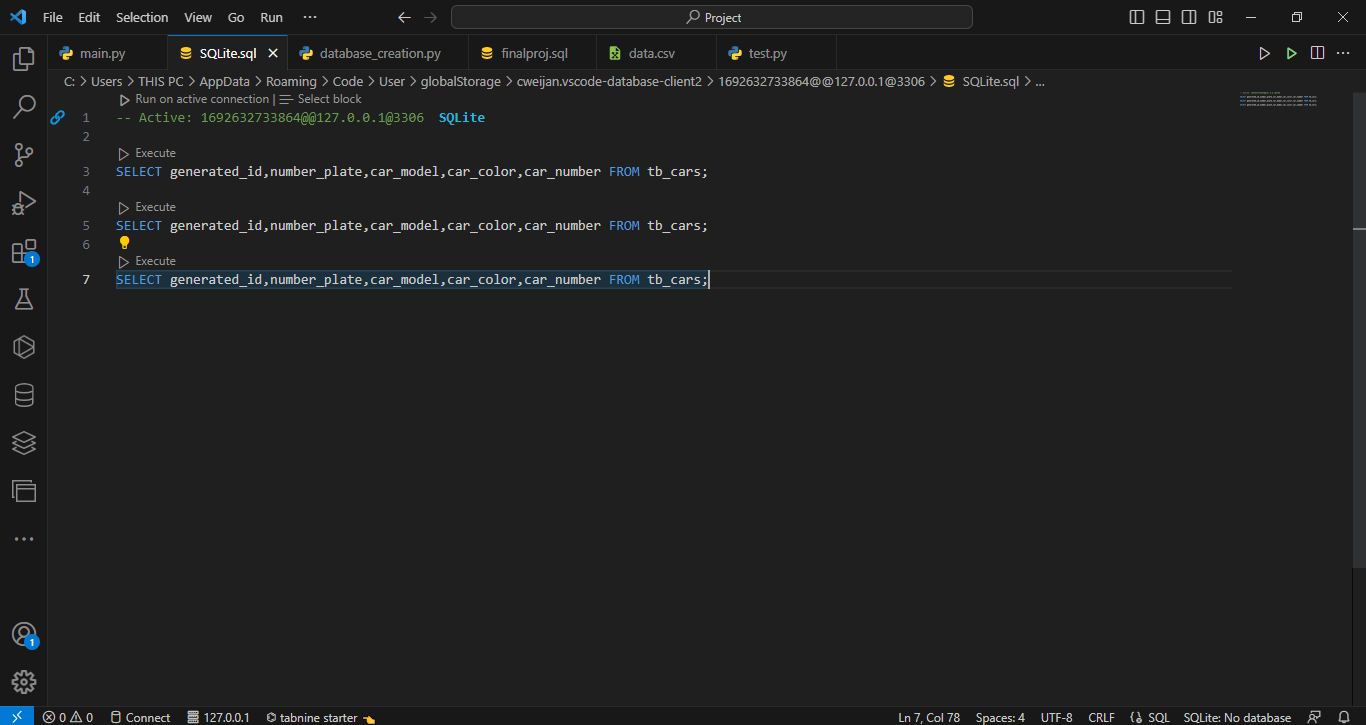 File Edit Selection View Go Run ··· Project
main.py SQLite.sql database_creation.py finalproj.sql data.csv test.py
C: > Users > THIS PC > AppData > Roaming > Code > User > globalStorage > cweijan.vscode-database-client2 > 1692632733864@@127.0.0.1@3306 > SQLite.sql > ...
Run on active connection | Select block
1 -- Active: 1692632733864@@127.0.0.1@3306 SQLite
2
Execute
3 SELECT generated_id,number_plate,car_model,car_color,car_number FROM tb_cars;
4
Execute
5 SELECT generated_id,number_plate,car_model,car_color,car_number FROM tb_cars;
6
Execute
7 SELECT generated_id,number_plate,car_model,car_color,car_number FROM tb_cars;
1
1
0 0 Connect 127.0.0.1 tabnine starter Ln 7, Col 78 Spaces: 4 UTF-8 CRLF SQL SQLite: No database